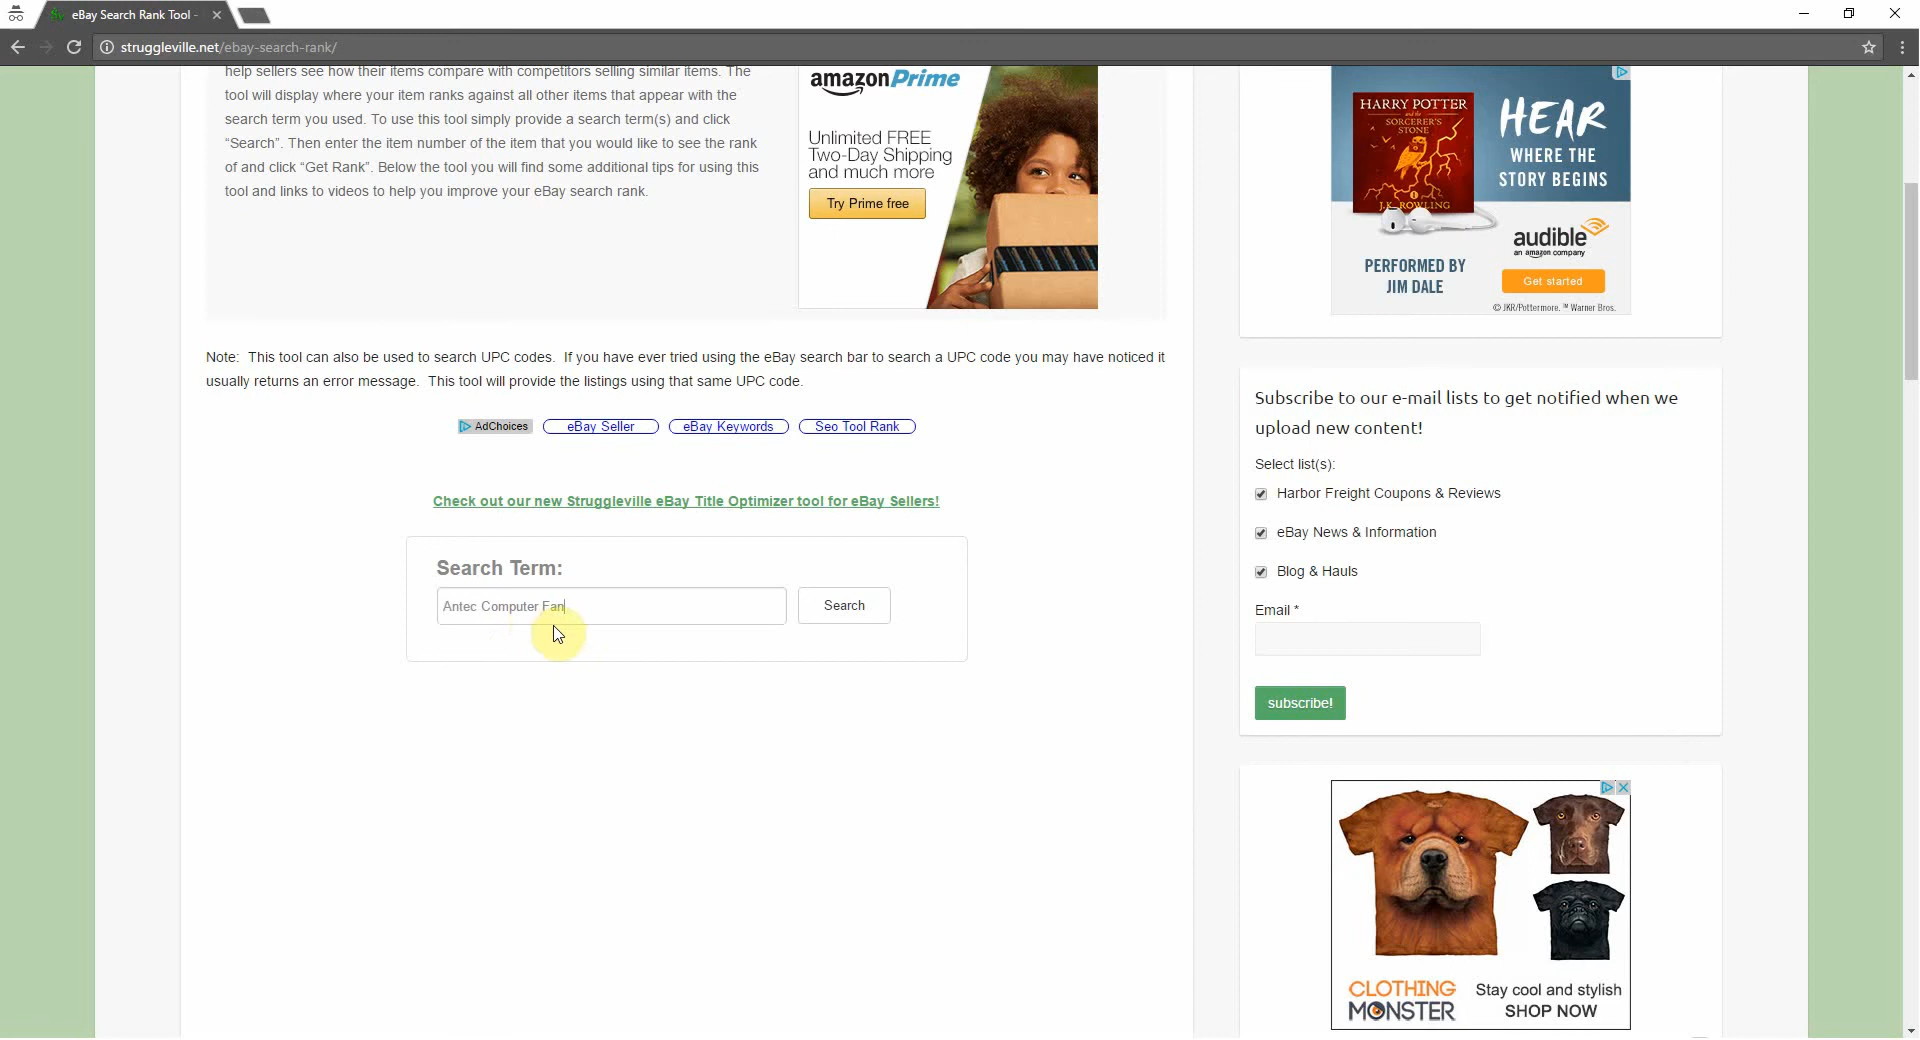 eBay Search Rank Tool -
struggleville.net/ebay-search-rank/
help sellers see how their items compare with competitors selling similar items. The
tool will display where your item ranks against all other items that appear with the
search term you used. To use this tool simply provide a search term(s) and click
“Search”. Then enter the item number of the item that you would like to see the rank
of and click “Get Rank”. Below the tool you will find some additional tips for using this
tool and links to videos to help you improve your eBay search rank.
amazonPrime
Unlimited FREE
Two-Day Shipping
and much more
Try Prime free
HARRY POTTER
and the
SORCERER'S
STONE
J.K. ROWLING
HEAR
WHERE THE
STORY BEGINS
audible
an amazon company
PERFORMED BY
JIM DALE
Get started
© JKR/Pottermore. ™ Warner Bros.
Note: This tool can also be used to search UPC codes. If you have ever tried using the eBay search bar to search a UPC code you may have noticed it
usually returns an error message. This tool will provide the listings using that same UPC code.
AdChoices
eBay Seller
eBay Keywords
Seo Tool Rank
Check out our new Struggleville eBay Title Optimizer tool for eBay Sellers!
Search Term:
Antec Computer Fan
Search
Subscribe to our e-mail lists to get notified when we
upload new content!
Select list(s):
Harbor Freight Coupons & Reviews
eBay News & Information
Blog & Hauls
Email *
subscribe!
CLOTHING
MONSTER
Stay cool and stylish
SHOP NOW